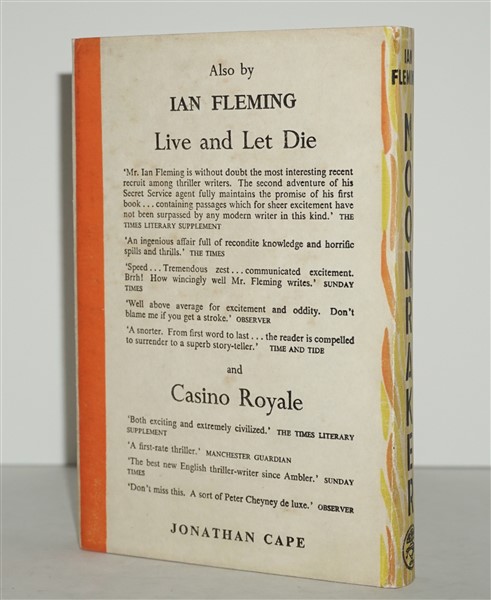 Also by
IAN FLEMING
Live and Let Die
'Mr. Ian Fleming is without doubt the most interesting recent
recruit among thriller writers. The second adventure of his
Secret Service agent fully maintains the promise of his first
book ... containing passages which for sheer excitement have
not been surpassed by any modern writer in this kind.' THE
TIMES LITERARY SUPPLEMENT
'An ingenious affair full of recondite knowledge and horrific
spills and thrills.' THE TIMES
'Speed ... Tremendous zest ... communicated excitement.
Brrh! How wincingly well Mr. Fleming writes.' SUNDAY
TIMES
'Well above average for excitement and oddity. Don't
blame me if you get a stroke.' OBSERVER
'A snorter. From first word to last ... the reader is compelled
to surrender to a superb story-teller.' TIME AND TIDE
and
Casino Royale
'Both exciting and extremely civilized.' THE TIMES LITERARY
SUPPLEMENT
'A first-rate thriller.' MANCHESTER GUARDIAN
'The best new English thriller-writer since Ambler.' SUNDAY
TIMES
'Don't miss this. A sort of Peter Cheyney de luxe.' OBSERVER
JONATHAN CAPE
IAN
FLEMING
MOONRAKER